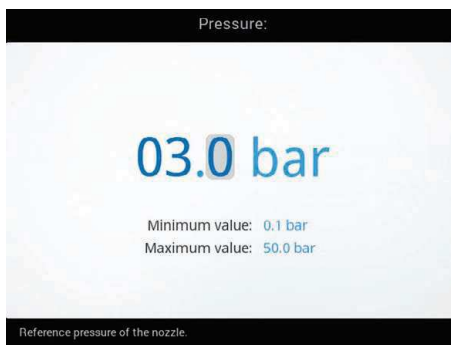 Pressure:
03.0 bar
Minimum value: 0.1 bar
Maximum value: 50.0 bar
Reference pressure of the nozzle.